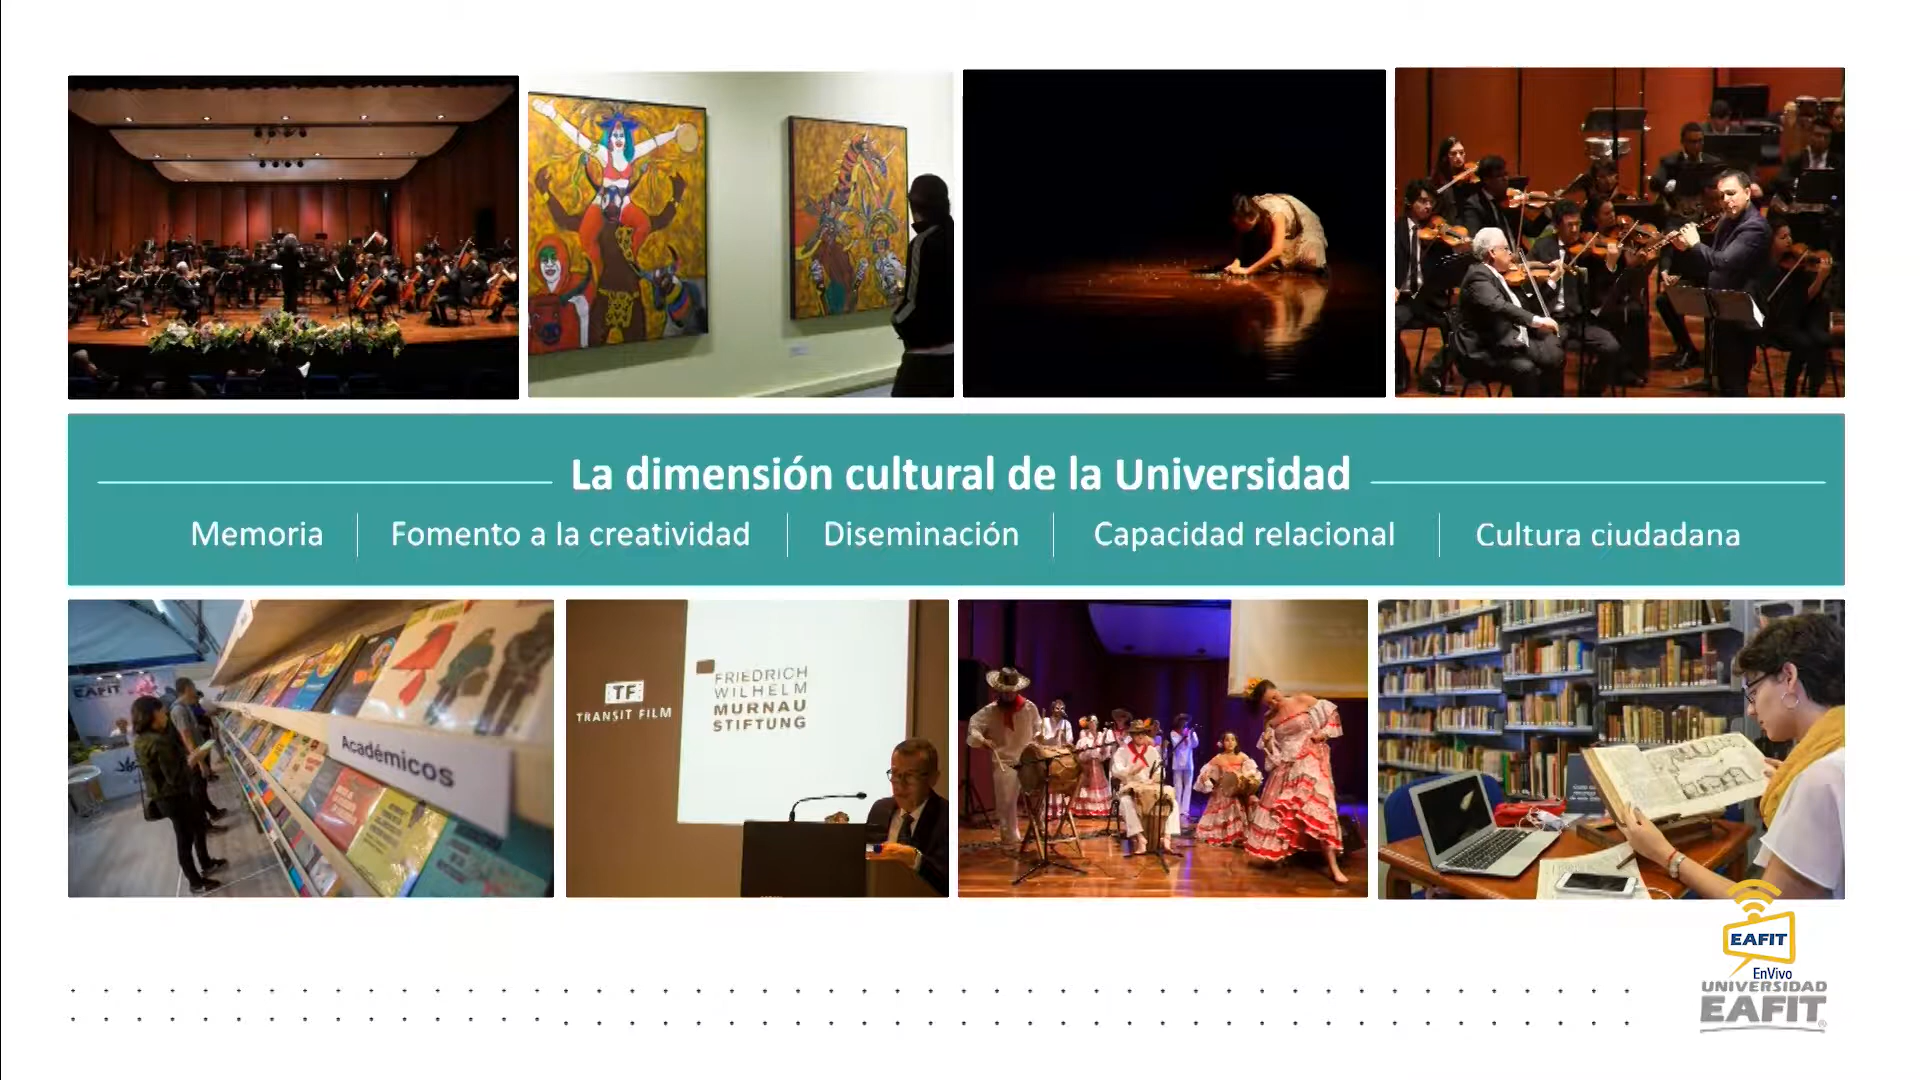 La dimensión cultural de la Universidad
Memoria | Fomento a la creatividad | Diseminación | Capacidad relacional | Cultura ciudadana
EAFIT
Académicos
TF
TRANSIT FILM
FRIEDRICH
WILHELM
MURNAU
STIFTUNG
EAFIT
EnVivo
UNIVERSIDAD
EAFIT